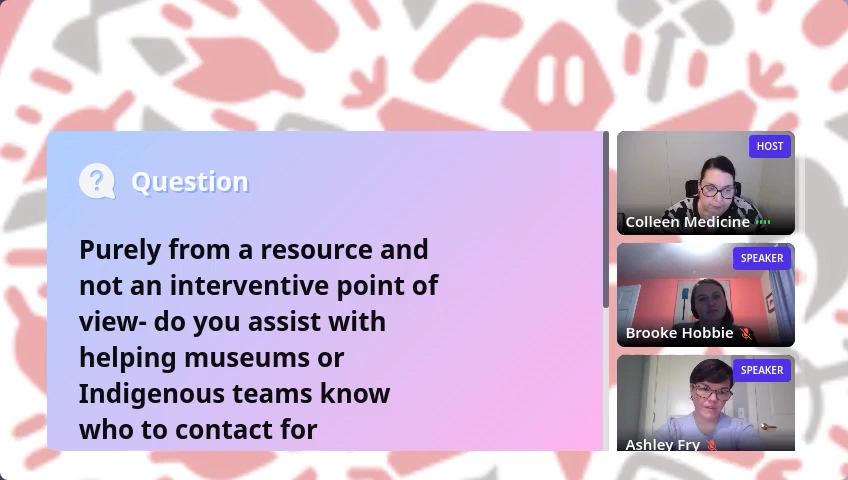 Question
Purely from a resource and
not an interventive point of
view- do you assist with
helping museums or
Indigenous teams know
who to contact for
HOST
Colleen Medicine
SPEAKER
Brooke Hobbie
SPEAKER
Ashley Fry